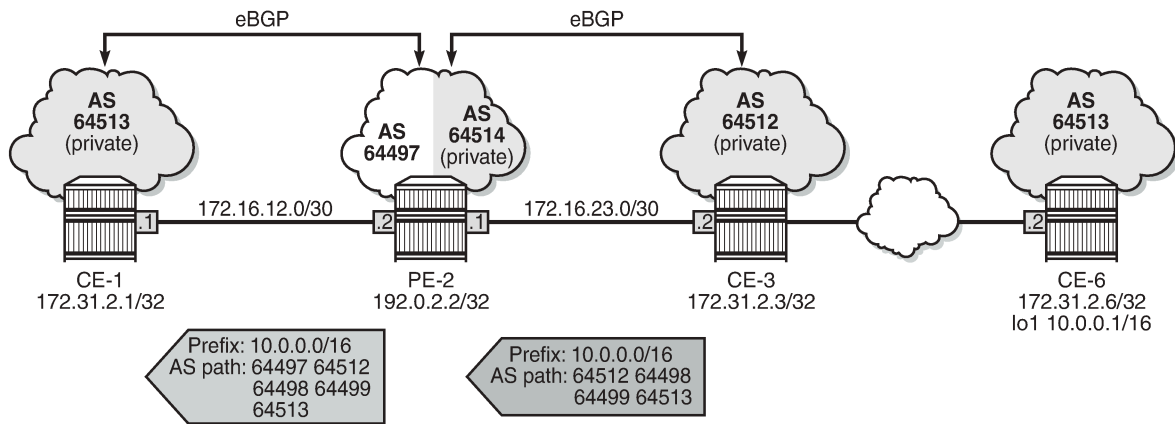 eBGP
eBGP
AS
64513
(private)
AS
64497
AS
64514
(private)
AS
64512
(private)
AS
64513
(private)
.1
172.16.12.0/30
.2
.1
172.16.23.0/30
.2
.2
CE-1
172.31.2.1/32
PE-2
192.0.2.2/32
CE-3
172.31.2.3/32
CE-6
172.31.2.6/32
lo1 10.0.0.1/16
Prefix: 10.0.0.0/16
AS path: 64497 64512
64498 64499
64513
Prefix: 10.0.0.0/16
AS path: 64512 64498
64499 64513